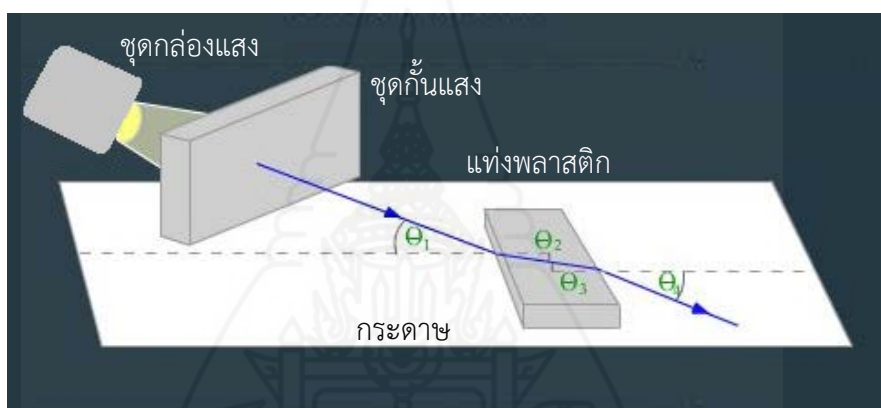 ชุดกล่องแสง
ชุดกั้นแสง
แท่งพลาสติก
θ₁
θ₂
θ₃
θ₄
กระดาษ